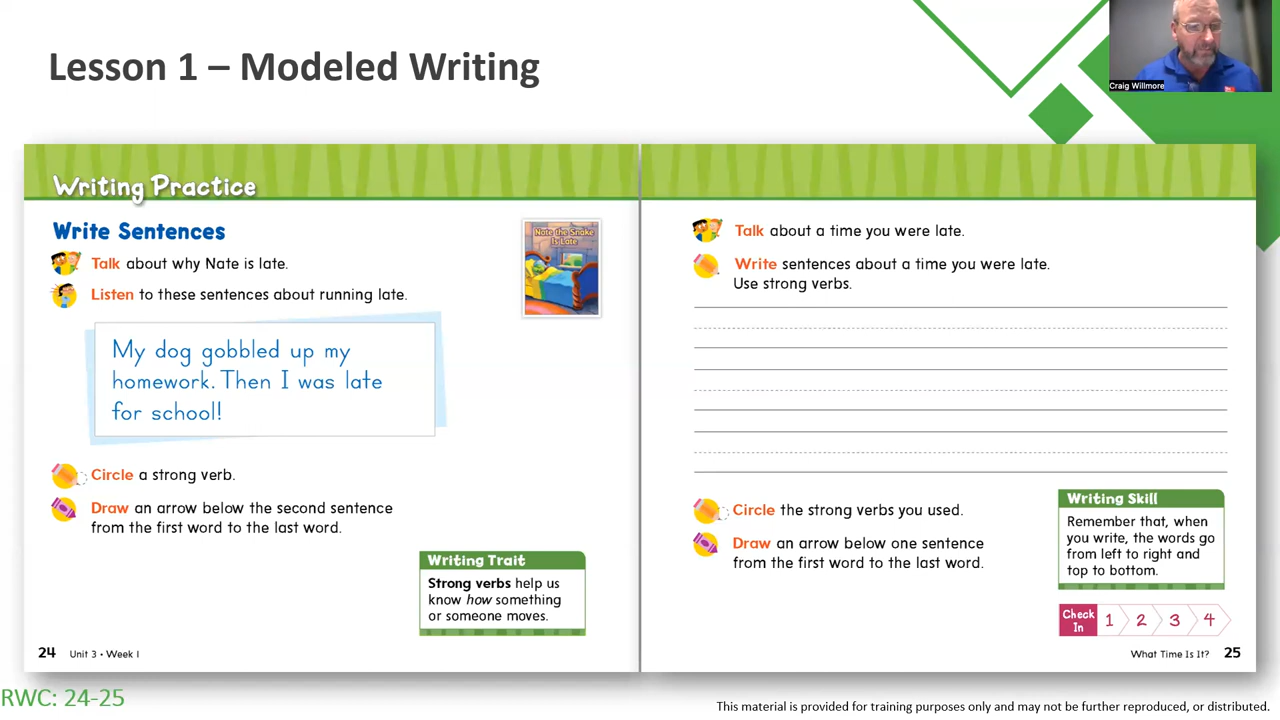 Lesson 1 – Modeled Writing
Craig Willmore
Writing Practice
Write Sentences
Talk about why Nate is late.
Listen to these sentences about running late.
Nate the Snake
Is Late
My dog gobbled up my
homework. Then I was late
for school!
Circle a strong verb.
Draw an arrow below the second sentence
from the first word to the last word.
Writing Trait
Strong verbs help us
know how something
or someone moves.
24 Unit 3 • Week 1
Talk about a time you were late.
Write sentences about a time you were late.
Use strong verbs.
Circle the strong verbs you used.
Draw an arrow below one sentence
from the first word to the last word.
Writing Skill
Remember that, when
you write, the words go
from left to right and
top to bottom.
Check In 1 2 3 4
What Time Is It? 25
RWC: 24-25
This material is provided for training purposes only and may not be further reproduced, or distributed.